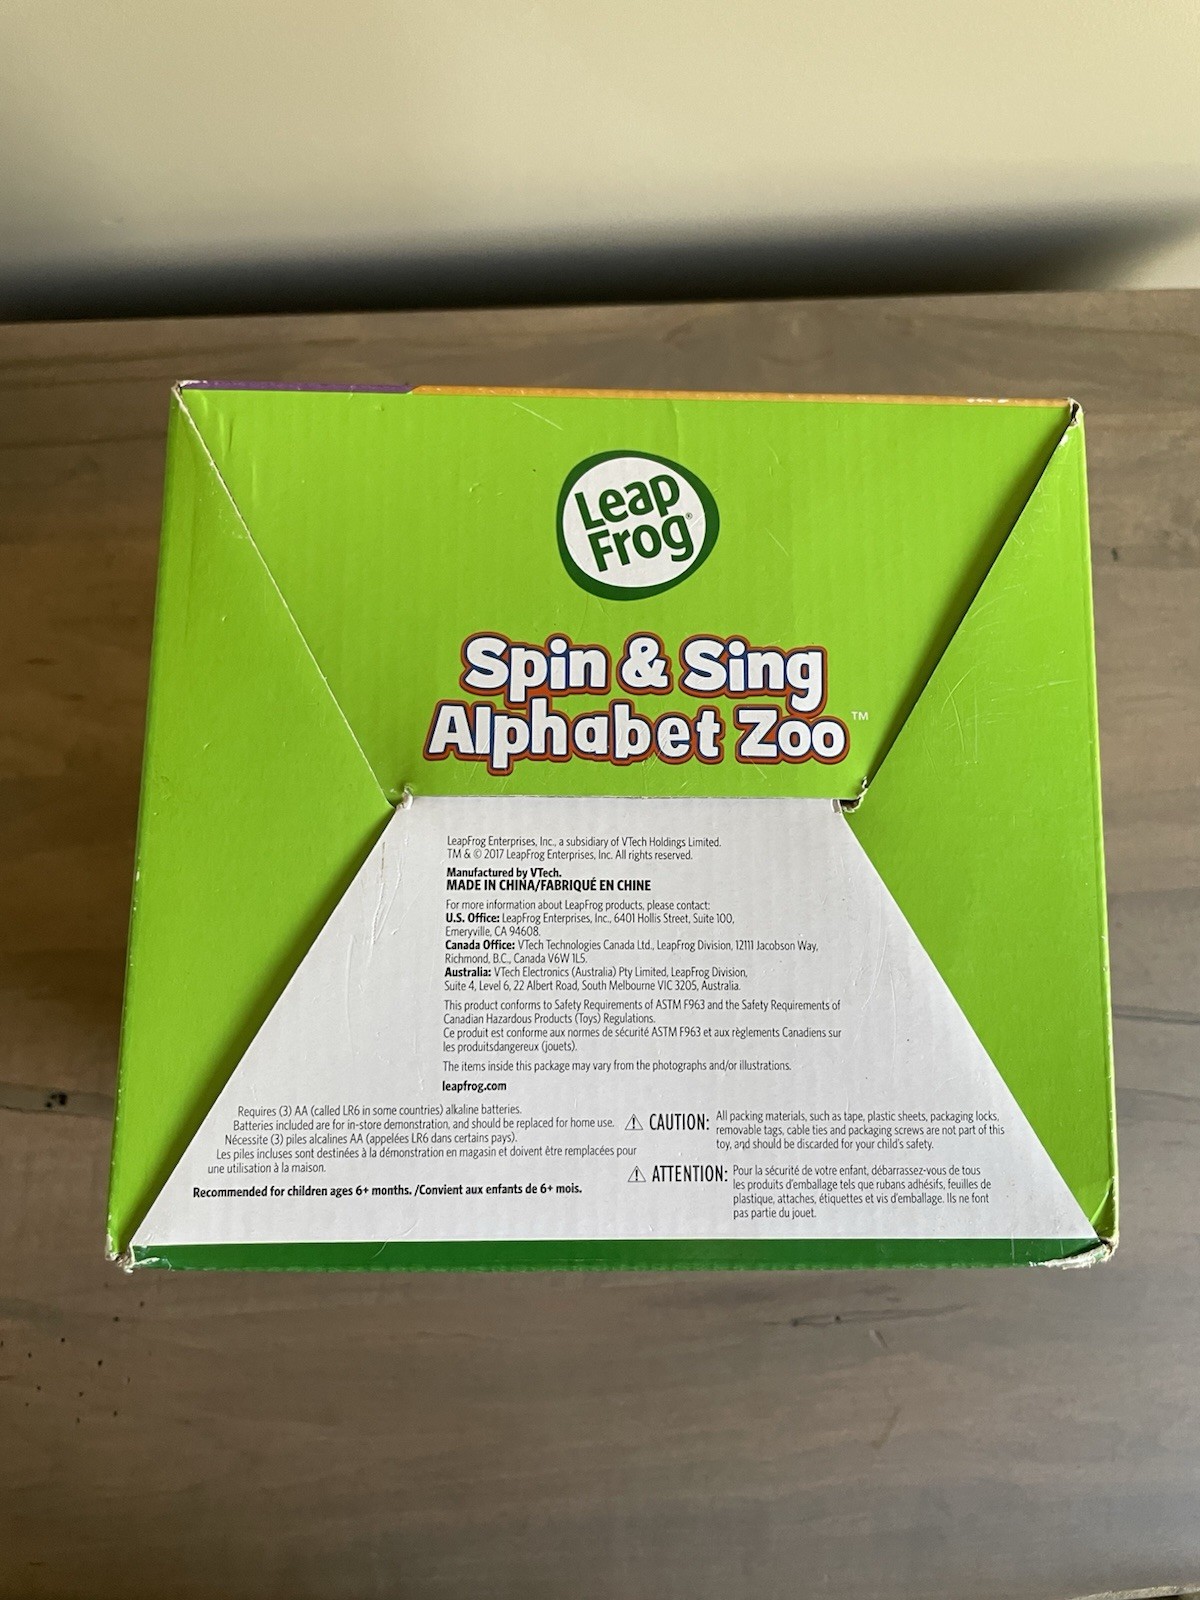 Leap
Frog®
Spin & Sing
Alphabet Zoo™
LeapFrog Enterprises, Inc., a subsidiary of VTech Holdings Limited.
TM & © 2017 LeapFrog Enterprises, Inc. All rights reserved.
Manufactured by VTech.
MADE IN CHINA/FABRIQUÉ EN CHINE
For more information about LeapFrog products, please contact:
U.S. Office: LeapFrog Enterprises, Inc., 6401 Hollis Street, Suite 100,
Emeryville, CA 94608.
Canada Office: VTech Technologies Canada Ltd., LeapFrog Division, 12111 Jacobson Way,
Richmond, B.C., Canada V6W 1L5.
Australia: VTech Electronics (Australia) Pty Limited, LeapFrog Division,
Suite 4, Level 6, 22 Albert Road, South Melbourne VIC 3205, Australia.
This product conforms to Safety Requirements of ASTM F963 and the Safety Requirements of
Canadian Hazardous Products (Toys) Regulations.
Ce produit est conforme aux normes de sécurité ASTM F963 et aux règlements Canadiens sur
les produitsdangereux (jouets).
The items inside this package may vary from the photographs and/or illustrations.
leapfrog.com
Requires (3) AA (called LR6 in some countries) alkaline batteries.
Batteries included are for in-store demonstration, and should be replaced for home use.
Nécessite (3) piles alcalines AA (appelées LR6 dans certains pays).
Les piles incluses sont destinées à la démonstration en magasin et doivent être remplacées pour
une utilisation à la maison.
Recommended for children ages 6+ months. /Convient aux enfants de 6+ mois.
CAUTION: All packing materials, such as tape, plastic sheets, packaging locks,
removable tags, cable ties and packaging screws are not part of this
toy, and should be discarded for your child's safety.
ATTENTION: Pour la sécurité de votre enfant, débarrassez-vous de tous
les produits d'emballage tels que rubans adhésifs, feuilles de
plastique, attaches, étiquettes et vis d'emballage. Ils ne font
pas partie du jouet.